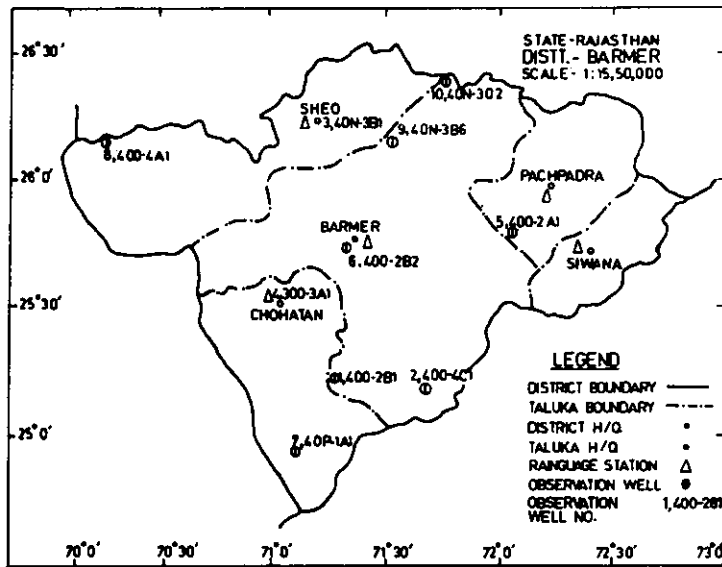 STATE-RAJASTHAN
DISTT.- BARMER
SCALE - 1:15,50,000
26°30'
26°0'
25°30'
25°0'
10,40N-3D2
SHEO
3,40N-3B1
9,40N-3B6
8,400-4A1
PACHPADRA
5,400-2A1
BARMER
6,400-2B2
SIWANA
4,300-3A1
CHOHATAN
1,400-2B1
2,400-4C1
7,40P-1A1
LEGEND
DISTRICT BOUNDARY
TALUKA BOUNDARY
DISTRICT H/Q
TALUKA H/Q
RAINGUAGE STATION
OBSERVATION WELL
OBSERVATION WELL NO. 1,400-2B1
70°0' 70°30' 71°0' 71°30' 72°0' 72°30' 73°0'